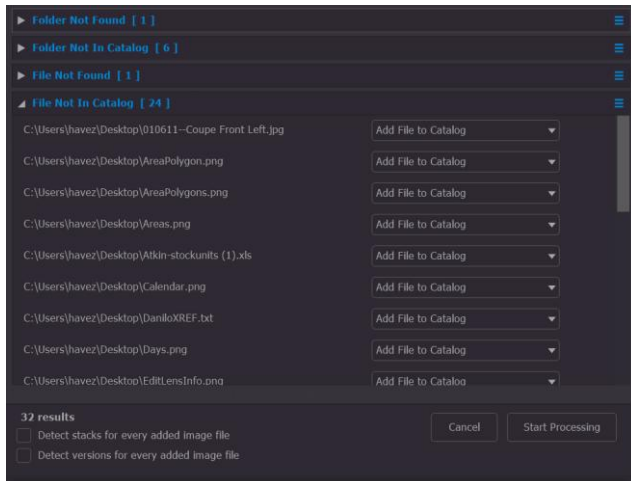 Folder Not Found [ 1 ]
Folder Not In Catalog [ 6 ]
File Not Found [ 1 ]
File Not In Catalog [ 24 ]
C:\Users\havez\Desktop\010611--Coupe Front Left.jpg Add File to Catalog
C:\Users\havez\Desktop\AreaPolygon.png Add File to Catalog
C:\Users\havez\Desktop\AreaPolygons.png Add File to Catalog
C:\Users\havez\Desktop\Areas.png Add File to Catalog
C:\Users\havez\Desktop\Atkin-stockunits (1).xls Add File to Catalog
C:\Users\havez\Desktop\Calendar.png Add File to Catalog
C:\Users\havez\Desktop\DaniloXREF.txt Add File to Catalog
C:\Users\havez\Desktop\Days.png Add File to Catalog
C:\Users\havez\Desktop\EditLensInfo.png Add File to Catalog
32 results
Detect stacks for every added image file
Detect versions for every added image file
Cancel Start Processing